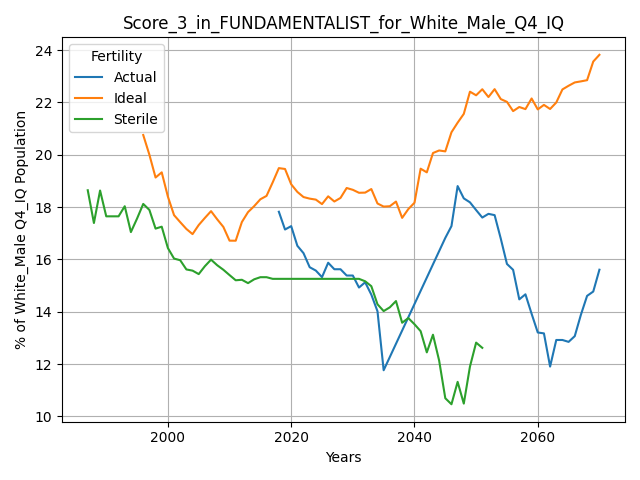 Score_3_in_FUNDAMENTALIST_for_White_Male_Q4_IQ
Fertility
Actual
Ideal
Sterile
% of White_Male Q4_IQ Population
24
22
20
18
16
14
12
10
2000 2020 2040 2060
Years